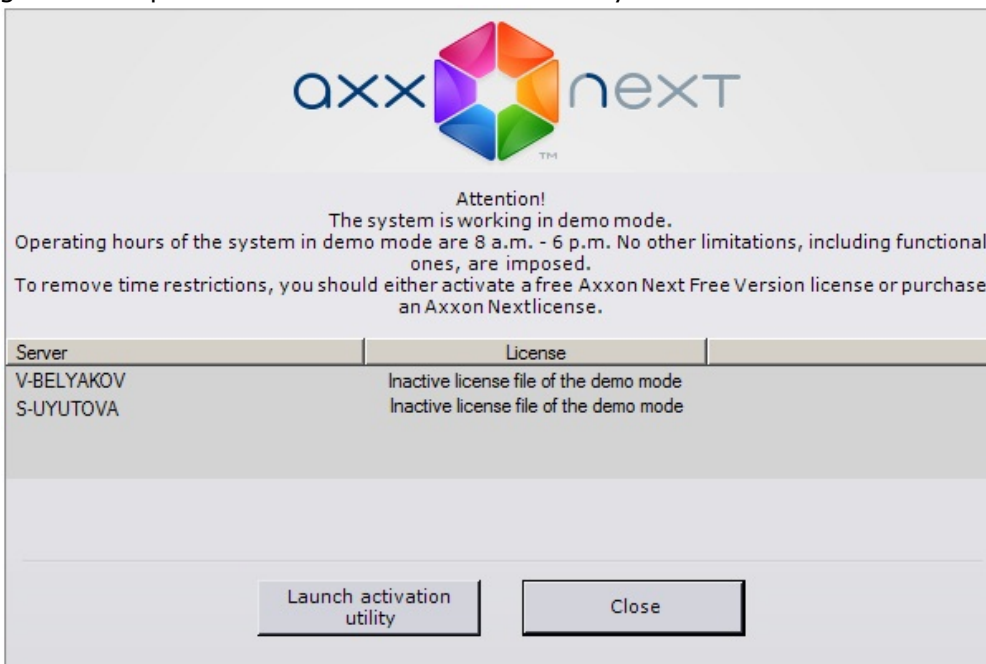 axx next
TM
Attention!
The system is working in demo mode.
Operating hours of the system in demo mode are 8 a.m. - 6 p.m. No other limitations, including functional
ones, are imposed.
To remove time restrictions, you should either activate a free Axxon Next Free Version license or purchase
an Axxon Nextlicense.
Server License
V-BELYAKOV Inactive license file of the demo mode
S-UYUTOVA Inactive license file of the demo mode
Launch activation
utility
Close